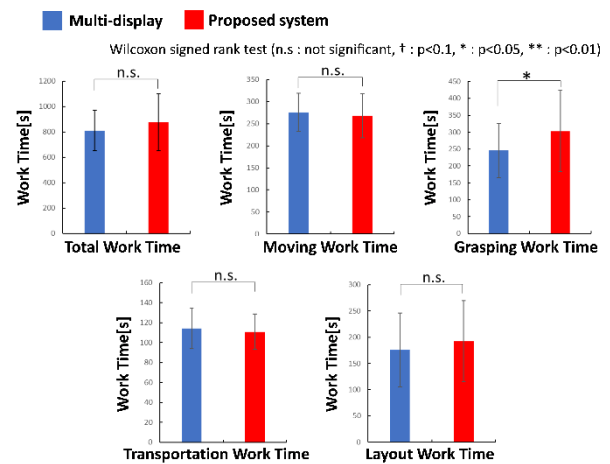 Multi-display Proposed system
Wilcoxon signed rank test (n.s : not significant, † : p<0.1, * : p<0.05, ** : p<0.01)
n.s. n.s. *
Work Time[s] Work Time[s] Work Time[s]
1200 350 450
1000 300 400
800 250 350
600 200 300
400 150 250
200 100 200
0 50 150
0 100
50
0
Total Work Time Moving Work Time Grasping Work Time
n.s. n.s.
Work Time[s] Work Time[s]
160 300
140 250
120 200
100 150
80 100
60 50
40 0
20
0
Transportation Work Time Layout Work Time